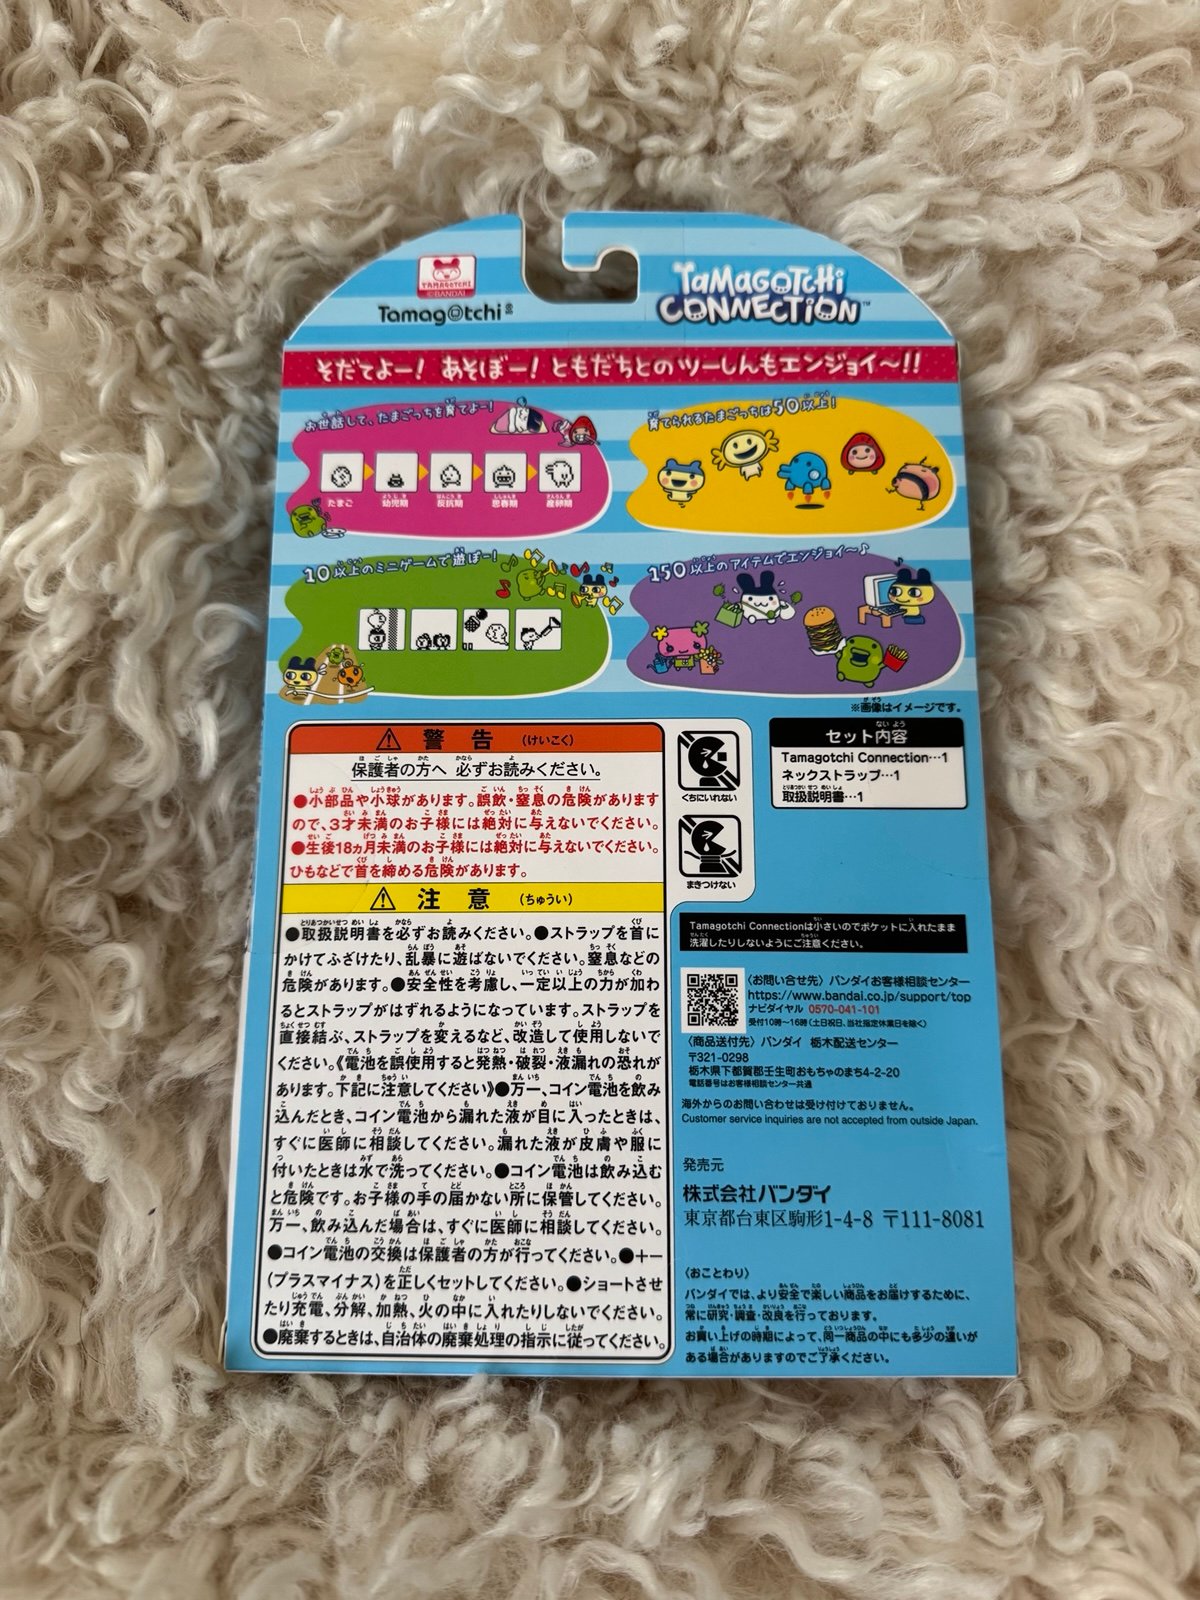 TAMAGOTCHI
©BANDAI
Tamagotchi
TAMAGOTCHI
CONNECTION™
そだてよー! あそぼー! ともだちとのツーしんもエンジョイ〜!!
お世話して、たまごっちを育てよー!
たまご
幼児期
反抗期
思春期
産卵期
育てられるたまごっちは50以上!
10以上のミニゲームで遊ぼー!
150以上のアイテムでエンジョイ〜♪
※画像はイメージです。
警告(けいこく)
保護者の方へ 必ずお読みください。
●小部品や小球があります。誤飲・窒息の危険があります
ので、3才未満のお子様には絶対に与えないでください。
●生後18ヵ月未満のお子様には絶対に与えないでください。
ひもなどで首を締める危険があります。
注意(ちゅうい)
●取扱説明書を必ずお読みください。●ストラップを首に
かけてふざけたり、乱暴に遊ばないでください。窒息などの
危険があります。●安全性を考慮し、一定以上の力が加わ
るとストラップがはずれるようになっています。ストラップを
直接結ぶ、ストラップを変えるなど、改造して使用しないで
ください。《電池を誤使用すると発熱・破裂・液漏れの恐れが
あります。下記に注意してください》●万一、コイン電池を飲み
込んだとき、コイン電池から漏れた液が目に入ったときは、
すぐに医師に相談してください。漏れた液が皮膚や服に
付いたときは水で洗ってください。●コイン電池は飲み込む
と危険です。お子様の手の届かない所に保管してください。
万一、飲み込んだ場合は、すぐに医師に相談してください。
●コイン電池の交換は保護者の方が行ってください。●+−
(プラスマイナス)を正しくセットしてください。●ショートさせ
たり充電、分解、加熱、火の中に入れたりしないでください。
●廃棄するときは、自治体の廃棄処理の指示に従ってください。
くちにいれない
まきつけない
セット内容
Tamagotchi Connection…1
ネックストラップ…1
取扱説明書…1
Tamagotchi Connectionは小さいのでポケットに入れたまま
洗濯したりしないようにご注意ください。
〈お問い合せ先〉バンダイお客様相談センター
https://www.bandai.co.jp/support/top
ナビダイヤル 0570-041-101
受付10時〜16時(土日祝日、当社指定休業日を除く)
〈商品送付先〉バンダイ 栃木配送センター
〒321-0298
栃木県下都賀郡壬生町おもちゃのまち4-2-20
電話番号はお客様相談センター共通
海外からのお問い合わせは受け付けておりません。
Customer service inquiries are not accepted from outside Japan.
発売元
株式会社バンダイ
東京都台東区駒形1-4-8 〒111-8081
〈おことわり〉
バンダイでは、より安全で楽しい商品をお届けするために、
常に研究・調査・改良を行っております。
お買い上げの時期によって、同一商品の中にも多少の違いが
ある場合がありますのでご了承ください。